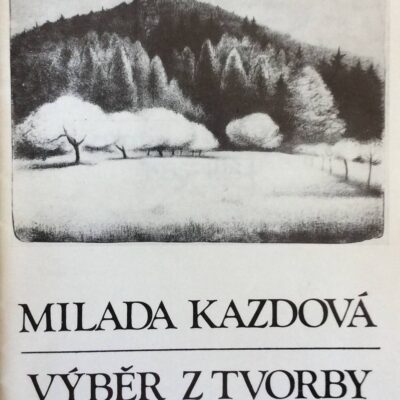 MILADA KAZDOVÁ
VÝBĚR Z TVORBY